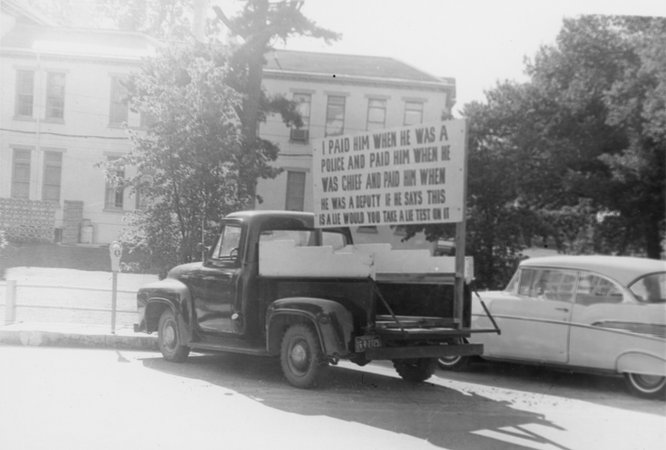 I PAID HIM WHEN HE WAS A
POLICE AND PAID HIM WHEN HE
WAS CHIEF AND PAID HIM WHEN
HE WAS A DEPUTY IF HE SAYS THIS
IS A LIE WOULD YOU TAKE A LIE TEST ON IT